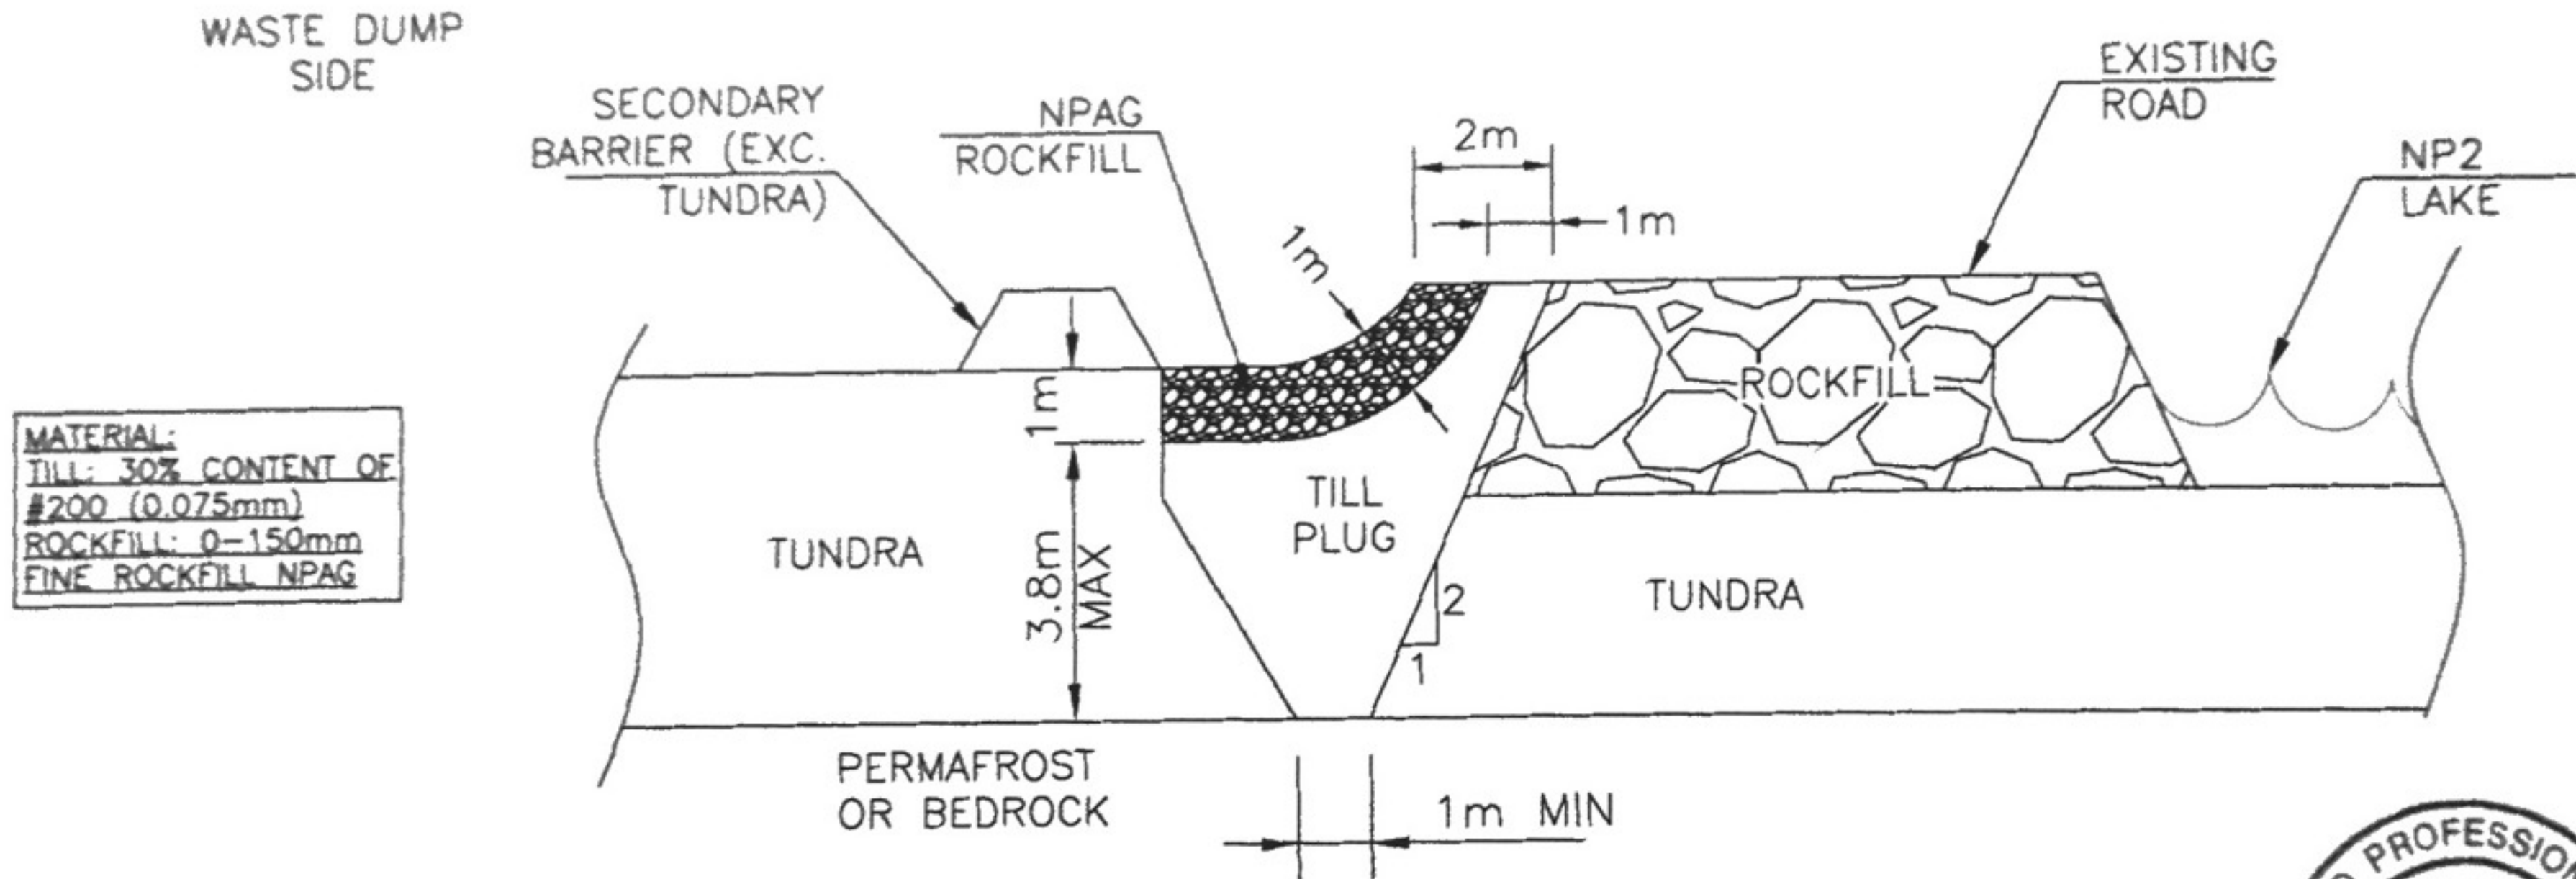 WASTE DUMP
SIDE
SECONDARY
BARRIER (EXC.
TUNDRA)
NPAG
ROCKFILL
2m
1m
1m
EXISTING
ROAD
NP2
LAKE
MATERIAL:
TILL: 30% CONTENT OF
#200 (0.075mm)
ROCKFILL: 0-150mm
FINE ROCKFILL NPAG
1m
3.8m
MAX
TUNDRA
TILL
PLUG
ROCKFILL
2
1
TUNDRA
PERMAFROST
OR BEDROCK
1m MIN